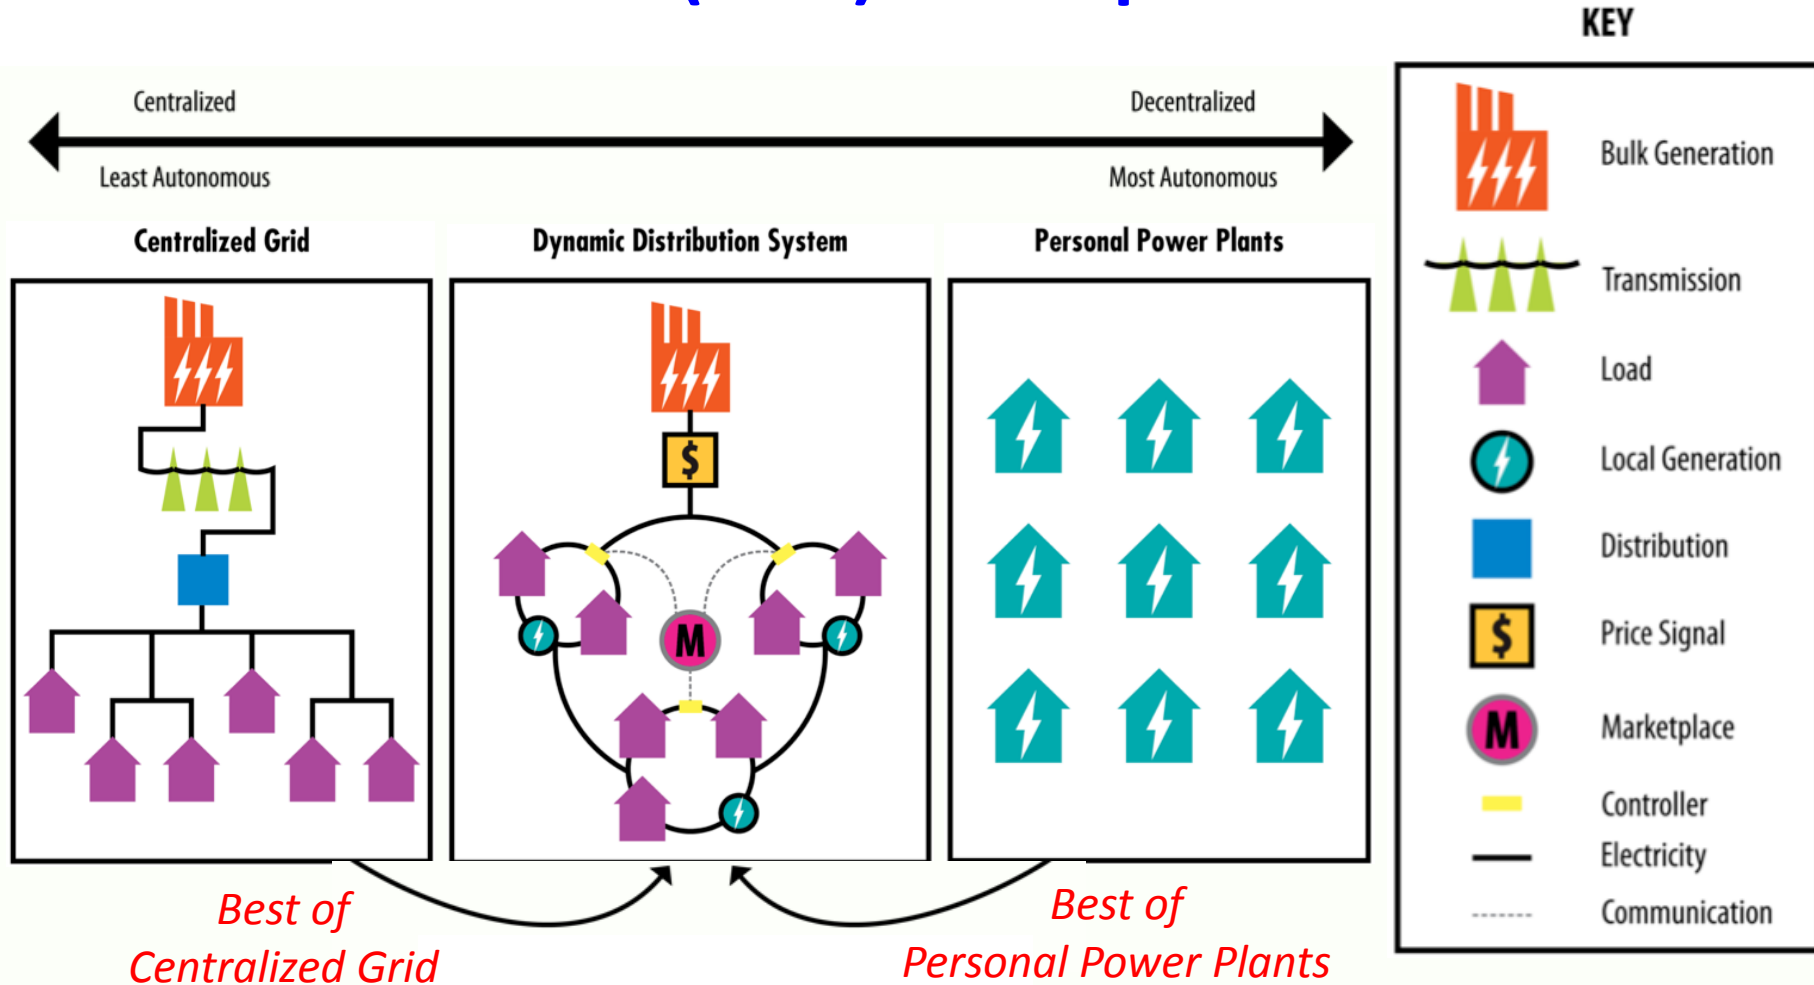 KEY
Centralized
Decentralized
Least Autonomous
Most Autonomous
Centralized Grid
Dynamic Distribution System
Personal Power Plants
$
M
Bulk Generation
Transmission
Load
Local Generation
Distribution
$ Price Signal
M Marketplace
Controller
Electricity
Communication
Best of
Centralized Grid
Best of
Personal Power Plants